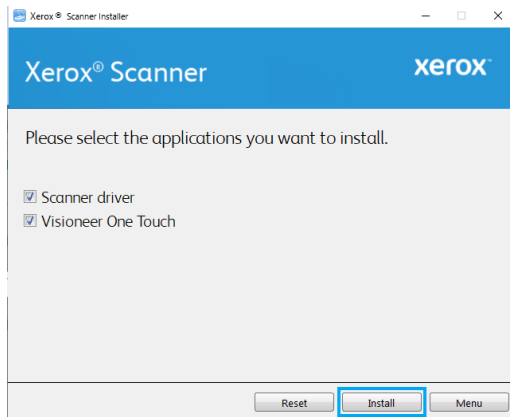 Xerox® Scanner Installer
Xerox® Scanner
xerox™
Please select the applications you want to install.
Scanner driver
Visioneer One Touch
Reset
Install
Menu